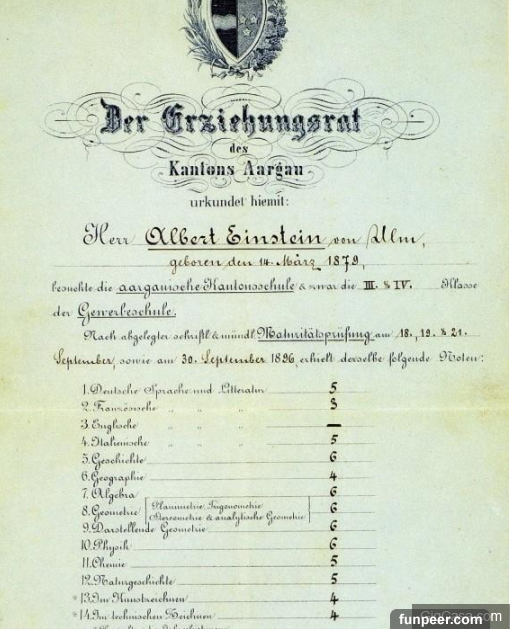 Der Erziehungsrat
des
Kantons Aargau
urkundet hiemit:
Herr Albert Einstein von Ulm,
geboren den 14. März 1879,
besuchte die aargauische Kantonsschule & zwar die III. & IV. Klasse
der Gewerbeschule.
Nach abgelegter schriftl. & mündl. Maturitätsprüfung am 18., 19. & 21.
September, sowie am 30. September 1896, erhielt derselbe folgende Noten:
1. Deutsche Sprache und Litteratur 5
2. Französische " " " 3
3. Englische " " " —
4. Italienische " " " 5
5. Geschichte 6
6. Geographie 4
7. Algebra 6
8. Geometrie (Planimetrie, Trigonometrie 6
Stereometrie & analytische Geometrie)
9. Darstellende Geometrie 6
10. Physik 6
11. Chemie 5
12. Naturgeschichte 5
*13. Im Kunstzeichnen 4
*14. Im technischen Zeichnen 4
funpeer.com